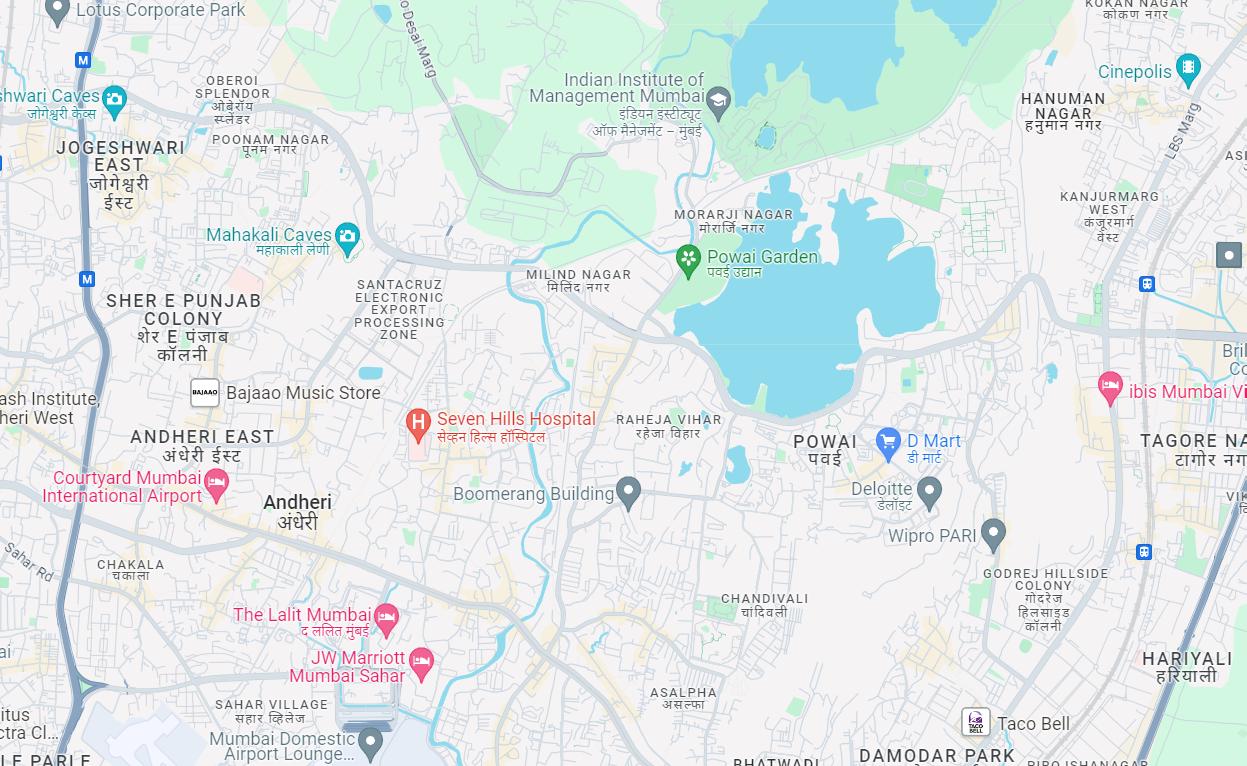 Lotus Corporate Park
Desai Marg
KOKAN NAGAR
कोकण नगर
Cinepolis
Indian Institute of
Management Mumbai
इंडियन इंस्टीट्यूट
ऑफ मैनेजमेंट – मुंबई
OBEROI
SPLENDOR
ओबेरॉय
स्प्लेंडर
shwari Caves
जोगेश्वरी केव्स
HANUMAN
NAGAR
हनुमान नगर
LBS Marg
POONAM NAGAR
पूनम नगर
JOGESHWARI
EAST
जोगेश्वरी
ईस्ट
KANJURMARG
WEST
कंजूरमार्ग
वेस्ट
MORARJI NAGAR
मोरारजि नगर
Mahakali Caves
महाकाली लेणी
Powai Garden
पवई उद्यान
MILIND NAGAR
मिलिंद नगर
SANTACRUZ
ELECTRONIC
EXPORT
PROCESSING
ZONE
SHER E PUNJAB
COLONY
शेर E पंजाब
कॉलनी
BAJAAO
Bajaao Music Store
ash Institute,
heri West
ibis Mumbai Vi
Seven Hills Hospital
सेव्हन हिल्स हॉस्पिटल
RAHEJA VIHAR
रहेजा विहार
ANDHERI EAST
अंधेरी ईस्ट
POWAI
पवई
D Mart
डी मार्ट
TAGORE NA
टागोर नग
Courtyard Mumbai
International Airport
Andheri
अंधेरी
Boomerang Building
Deloitte
डेलॉइट
Wipro PARI
Sahar Rd
CHAKALA
चकाला
GODREJ HILLSIDE
COLONY
गोदरेज
हिलसाइड
कॉलनी
CHANDIVALI
चांदिवली
The Lalit Mumbai
द ललित मुंबई
JW Marriott
Mumbai Sahar
HARIYALI
हरियाली
ASALPHA
असल्फा
SAHAR VILLAGE
सहार व्हिलेज
TACO
BELL
Taco Bell
Mumbai Domestic
Airport Lounge...
DAMODAR PARK
LE PARLE
BHATWADI